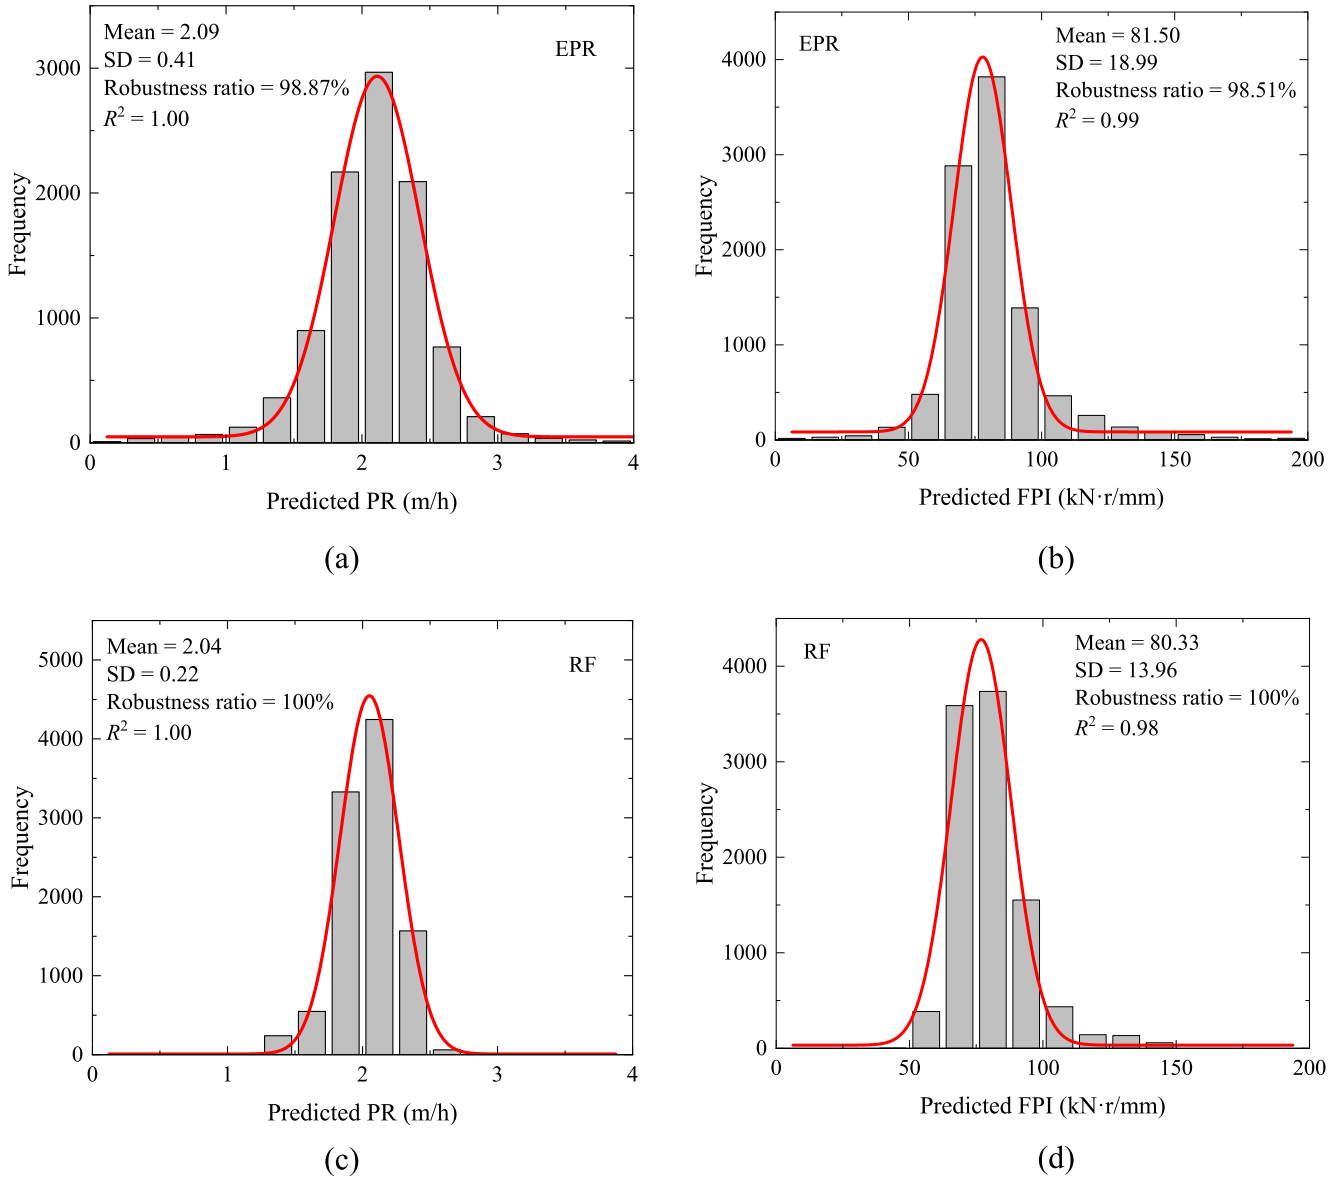 Mean = 2.09
SD = 0.41
Robustness ratio = 98.87%
R² = 1.00
EPR
3000
2000
1000
0
Frequency
0 1 2 3 4
Predicted PR (m/h)
(a)
EPR
Mean = 81.50
SD = 18.99
Robustness ratio = 98.51%
R² = 0.99
4000
3000
2000
1000
0
Frequency
0 50 100 150 200
Predicted FPI (kN·r/mm)
(b)
Mean = 2.04
SD = 0.22
Robustness ratio = 100%
R² = 1.00
RF
5000
4000
3000
2000
1000
0
Frequency
0 1 2 3 4
Predicted PR (m/h)
(c)
RF
Mean = 80.33
SD = 13.96
Robustness ratio = 100%
R² = 0.98
4000
3000
2000
1000
0
Frequency
0 50 100 150 200
Predicted FPI (kN·r/mm)
(d)